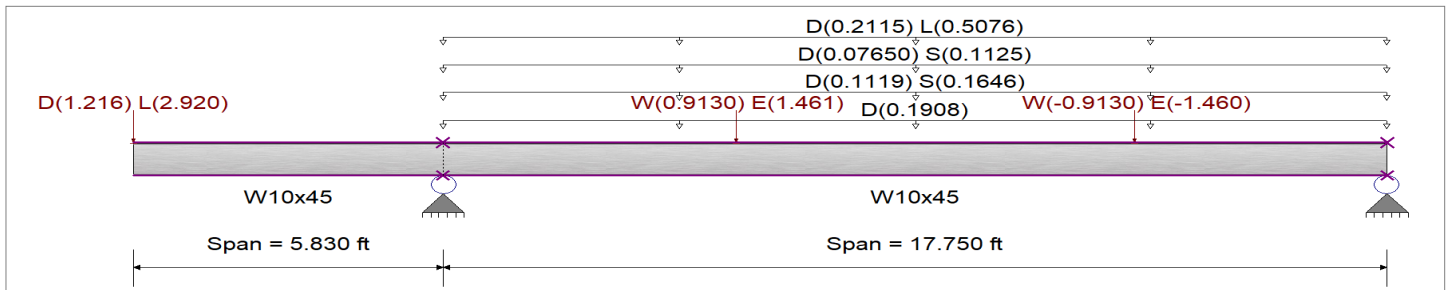 D(0.2115) L(0.5076)
D(0.07650) S(0.1125)
D(0.1119) S(0.1646)
D(1.216) L(2.920)
W(0.9130) E(1.461)
W(-0.9130) E(-1.460)
D(0.1908)
W10x45
W10x45
Span = 5.830 ft
Span = 17.750 ft